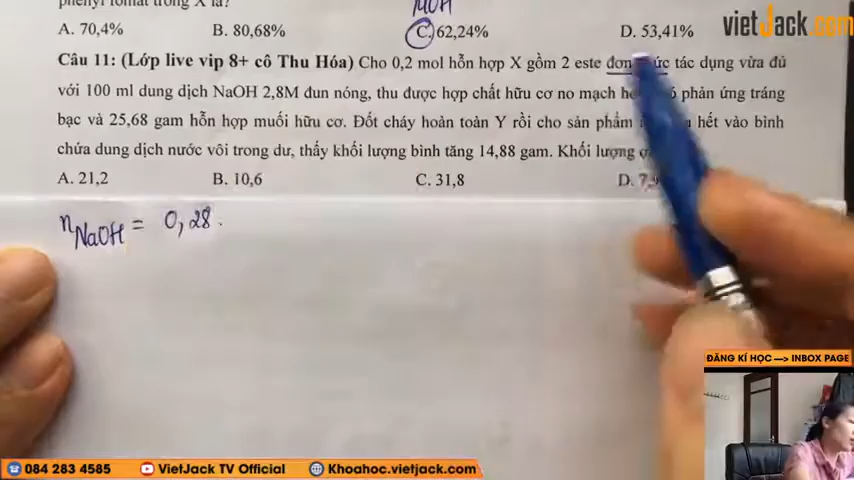 phenyl fomat trong X là?
NaOH
A. 70,4%
B. 80,68%
C. 62,24%
D. 53,41%
vietJack.com
Câu 11: (Lớp live vip 8+ cô Thu Hóa) Cho 0,2 mol hỗn hợp X gồm 2 este đơn tác dụng vừa đủ
với 100 ml dung dịch NaOH 2,8M đun nóng, thu được hợp chất hữu cơ no mạch phản ứng tráng
bạc và 25,68 gam hỗn hợp muối hữu cơ. Đốt cháy hoàn toàn Y rồi cho sản phẩm hết vào bình
chứa dung dịch nước vôi trong dư, thấy khối lượng bình tăng 14,88 gam. Khối lượng
A. 21,2
B. 10,6
C. 31,8
D.
nNaOH = 0,28.
ĐĂNG KÍ HỌC —> INBOX PAGE
084 283 4585 VietJack TV Official Khoahoc.vietjack.com